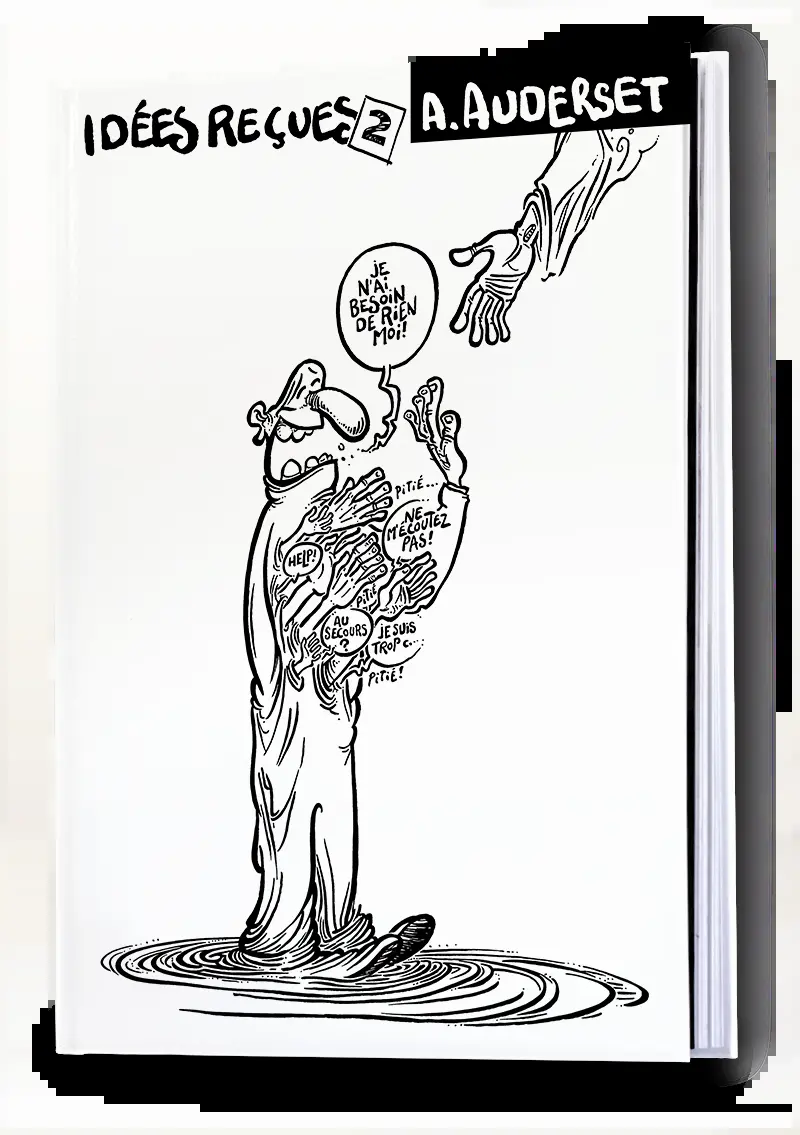 IDÉES REÇUES 2
A. AUDERSET
JE
N'AI
BESOIN
DE RIEN
MOI!
PITIÉ...
NE
M'ÉCOUTEZ
PAS!
HELP!
PITIÉ
AU
SECOURS
?
JE SUIS
TROP C...
PITIÉ!